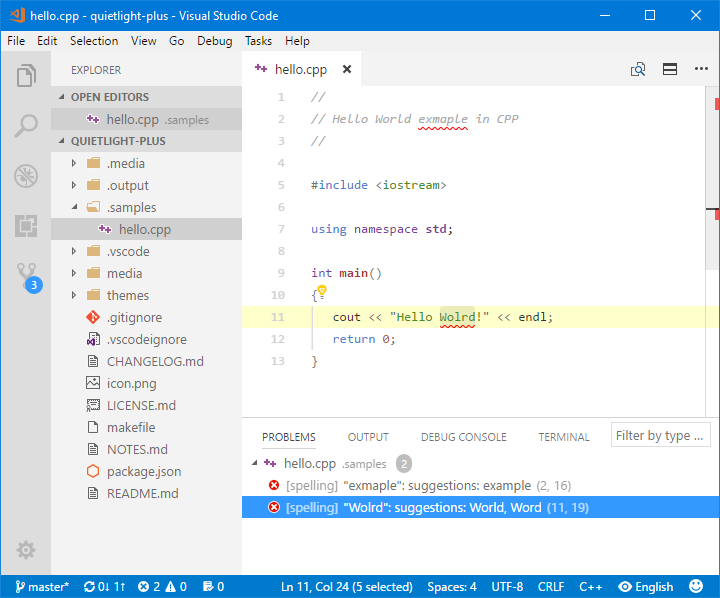 hello.cpp - quietlight-plus - Visual Studio Code
File Edit Selection View Go Debug Tasks Help
EXPLORER
OPEN EDITORS
hello.cpp .samples
QUIETLIGHT-PLUS
.media
.output
.samples
hello.cpp
.vscode
media
themes
.gitignore
.vscodeignore
CHANGELOG.md
icon.png
LICENSE.md
makefile
NOTES.md
package.json
README.md
3
hello.cpp
1 //
2 // Hello World exmaple in CPP
3 //
4
5 #include <iostream>
6
7 using namespace std;
8
9 int main()
10 {
11 cout << "Hello Wolrd!" << endl;
12 return 0;
13 }
PROBLEMS OUTPUT DEBUG CONSOLE TERMINAL Filter by type ...
hello.cpp .samples 2
[spelling] "exmaple": suggestions: example (2, 16)
[spelling] "Wolrd": suggestions: World, Word (11, 19)
master* 0↓ 1↑ 2 0 0 Ln 11, Col 24 (5 selected) Spaces: 4 UTF-8 CRLF C++ English